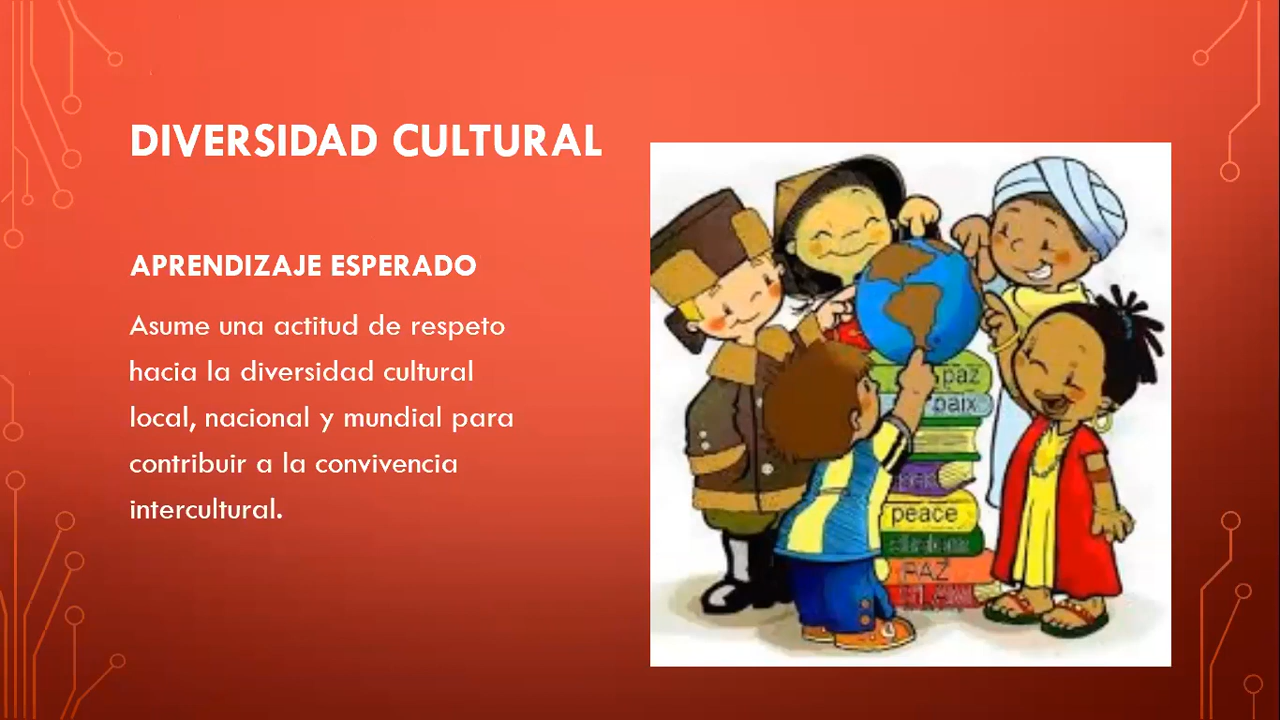 DIVERSIDAD CULTURAL
APRENDIZAJE ESPERADO
Asume una actitud de respeto
hacia la diversidad cultural
local, nacional y mundial para
contribuir a la convivencia
intercultural.
paz
paix
peace
PAZ